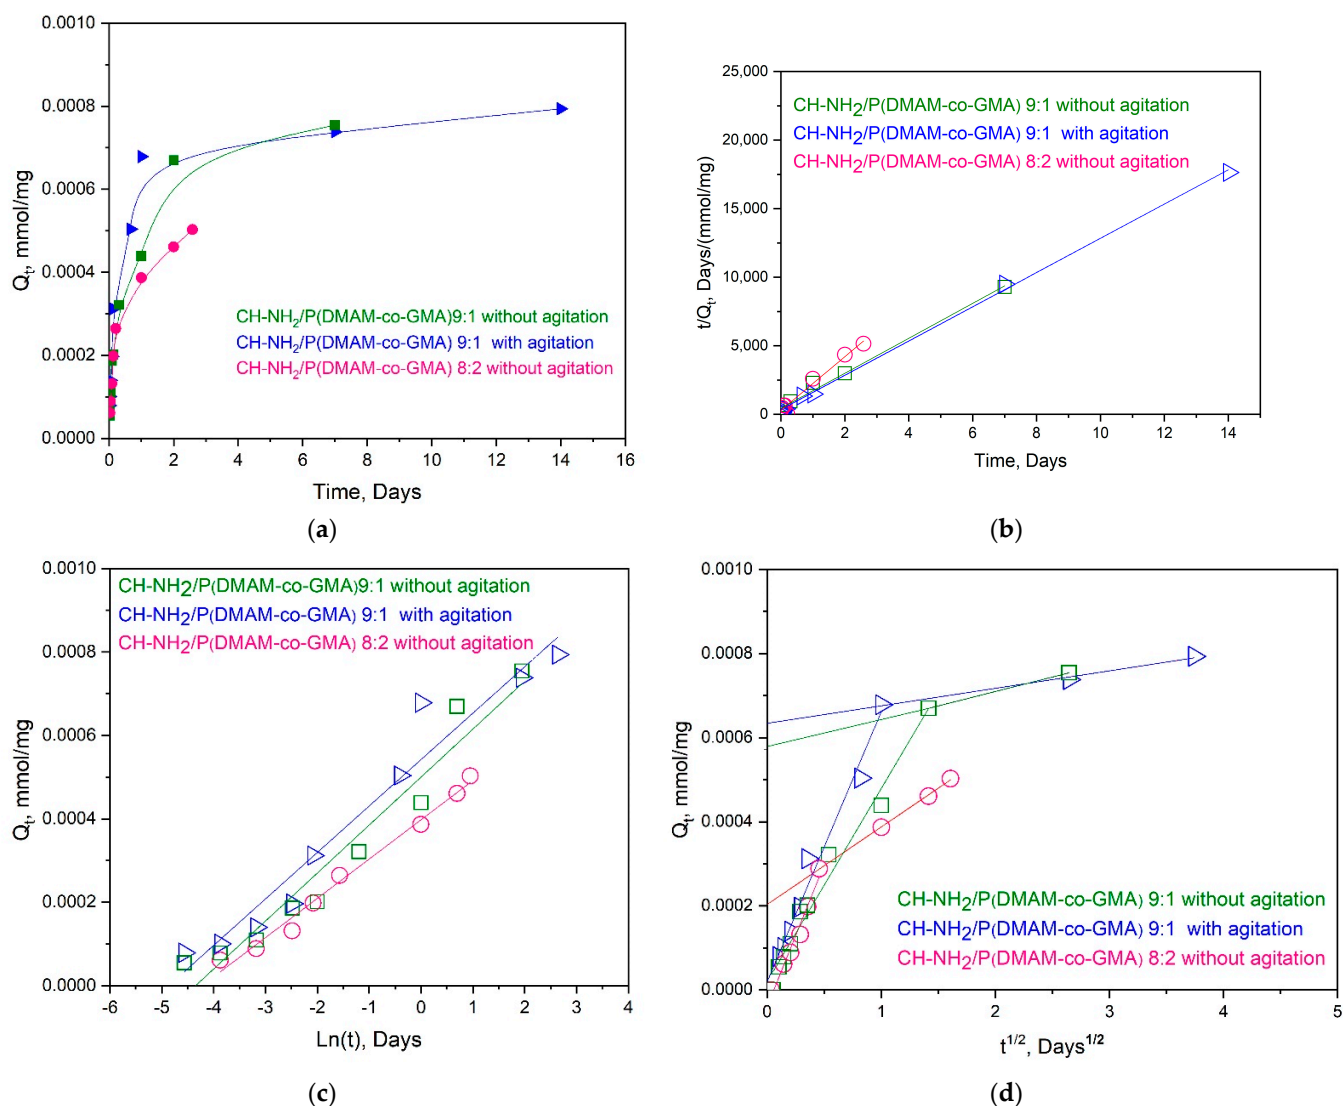 0.0010
0.0008
0.0006
0.0004
0.0002
0.0000
Qt, mmol/mg
CH-NH2/P(DMAM-co-GMA)9:1 without agitation
CH-NH2/P(DMAM-co-GMA) 9:1  with agitation
CH-NH2/P(DMAM-co-GMA) 8:2 without agitation
0 2 4 6 8 10 12 14 16
Time, Days
(a)
25,000
20,000
15,000
10,000
5,000
0
t/Qt, Days/(mmol/mg)
CH-NH2/P(DMAM-co-GMA) 9:1 without agitation
CH-NH2/P(DMAM-co-GMA) 9:1  with agitation
CH-NH2/P(DMAM-co-GMA) 8:2 without agitation
0 2 4 6 8 10 12 14
Time, Days
(b)
0.0010
0.0008
0.0006
0.0004
0.0002
0.0000
Qt, mmol/mg
CH-NH2/P(DMAM-co-GMA)9:1 without agitation
CH-NH2/P(DMAM-co-GMA) 9:1  with agitation
CH-NH2/P(DMAM-co-GMA) 8:2 without agitation
-6 -5 -4 -3 -2 -1 0 1 2 3 4
Ln(t), Days
(c)
0.0010
0.0008
0.0006
0.0004
0.0002
0.0000
Qt, mmol/mg
CH-NH2/P(DMAM-co-GMA) 9:1 without agitation
CH-NH2/P(DMAM-co-GMA) 9:1  with agitation
CH-NH2/P(DMAM-co-GMA) 8:2 without agitation
0 1 2 3 4 5
t1/2, Days1/2
(d)